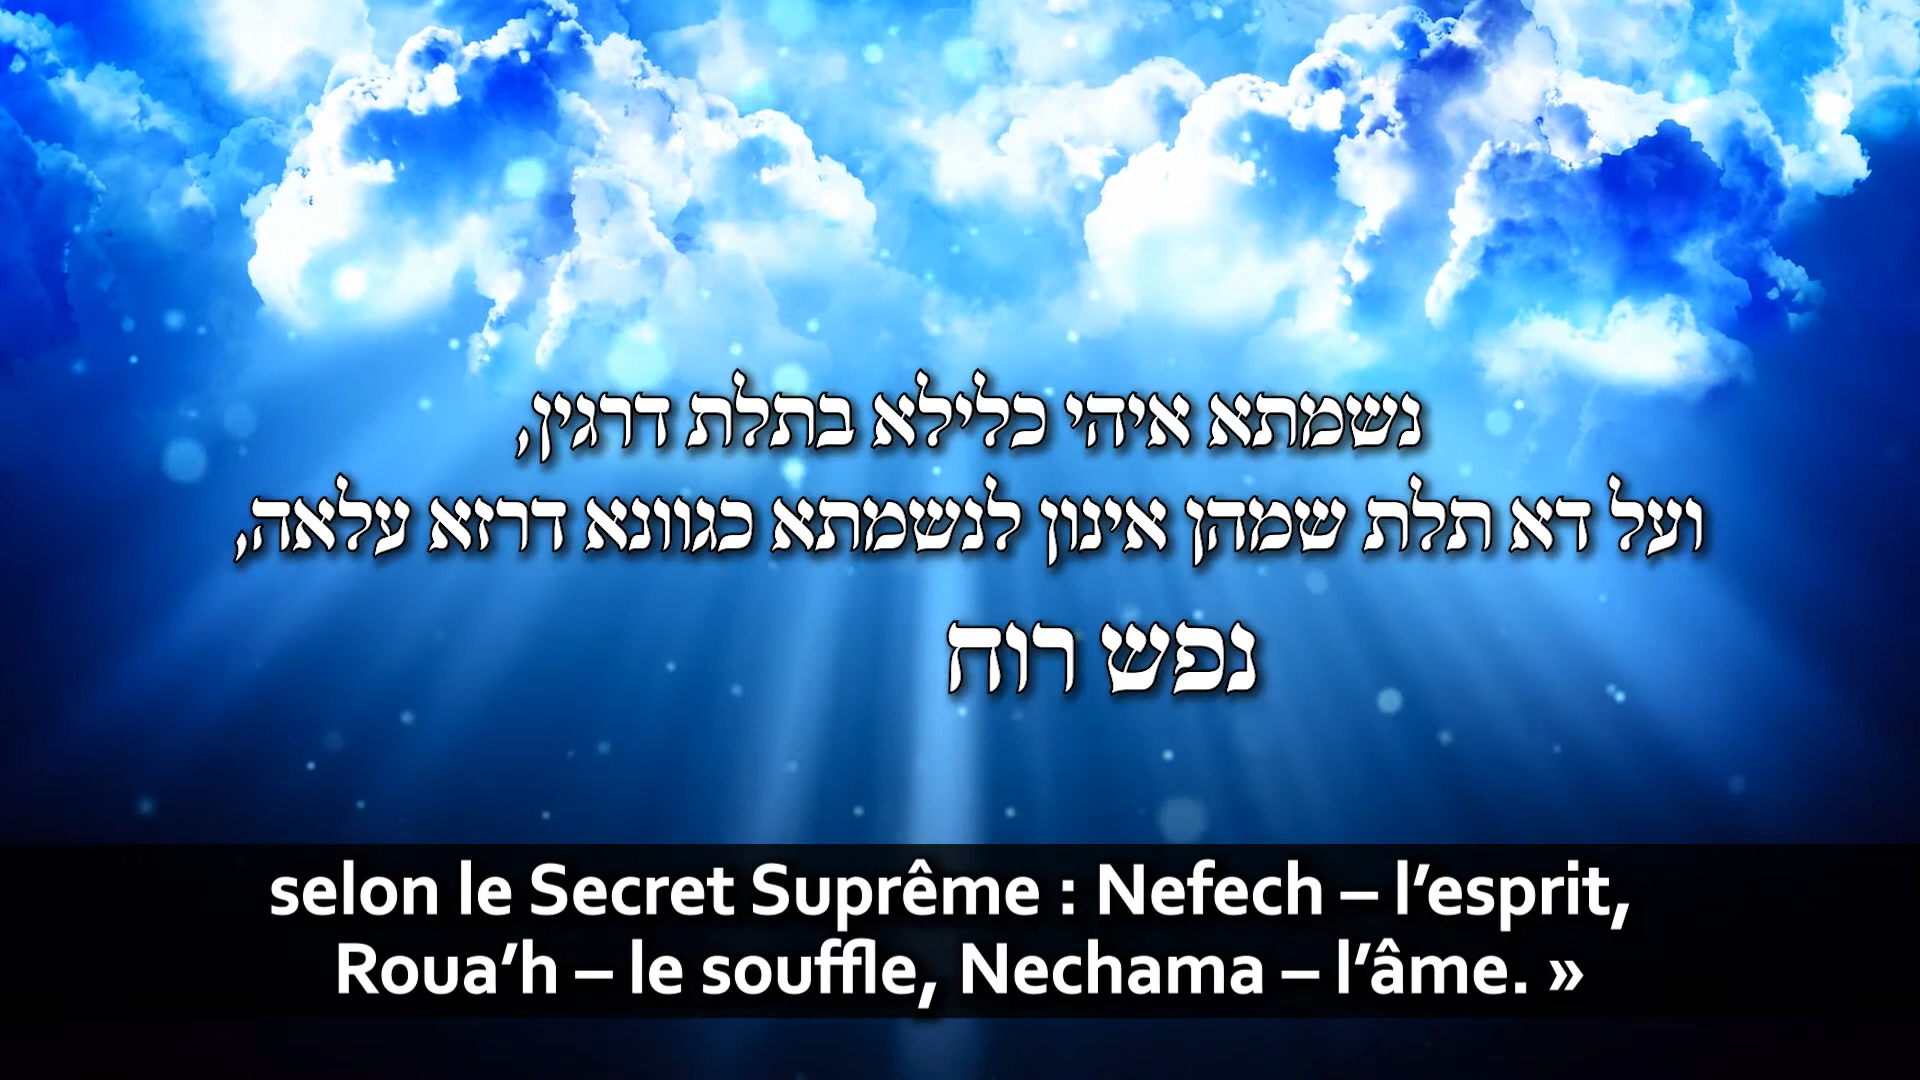 נשמתא איהי כלילא בתלת דרגין,
ועל דא תלת שמהן אינון לנשמתא כגוונא דרזא עלאה,
נפש רוח
selon le Secret Suprême : Nefech – l’esprit,
Roua’h – le souffle, Nechama – l’âme. »